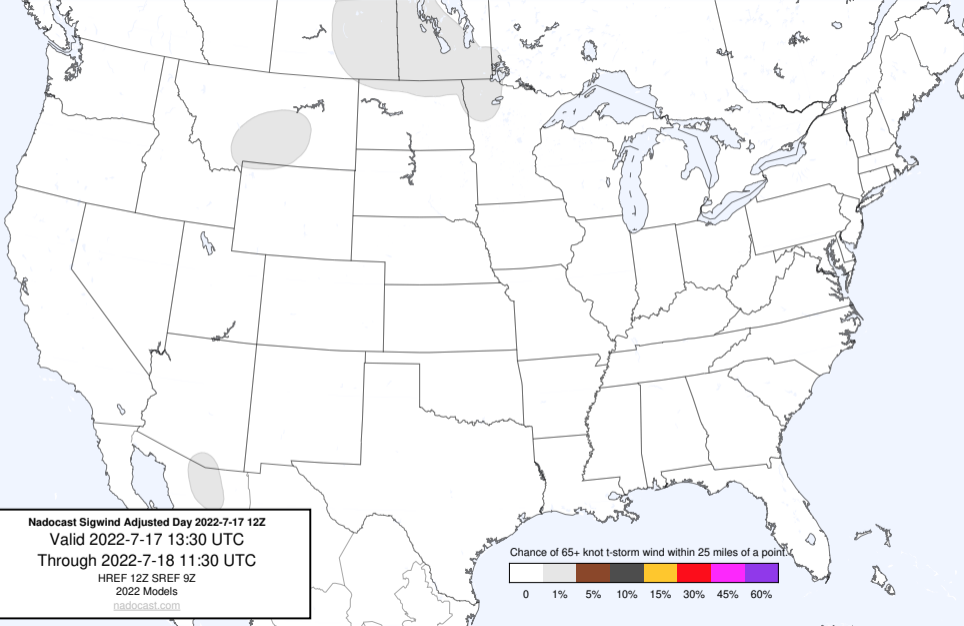 Nadocast Sigwind Adjusted Day 2022-7-17 12Z
Valid 2022-7-17 13:30 UTC
Through 2022-7-18 11:30 UTC
HREF 12Z SREF 9Z
2022 Models
nadocast.com
Chance of 65+ knot t-storm wind within 25 miles of a point.
0 1% 5% 10% 15% 30% 45% 60%